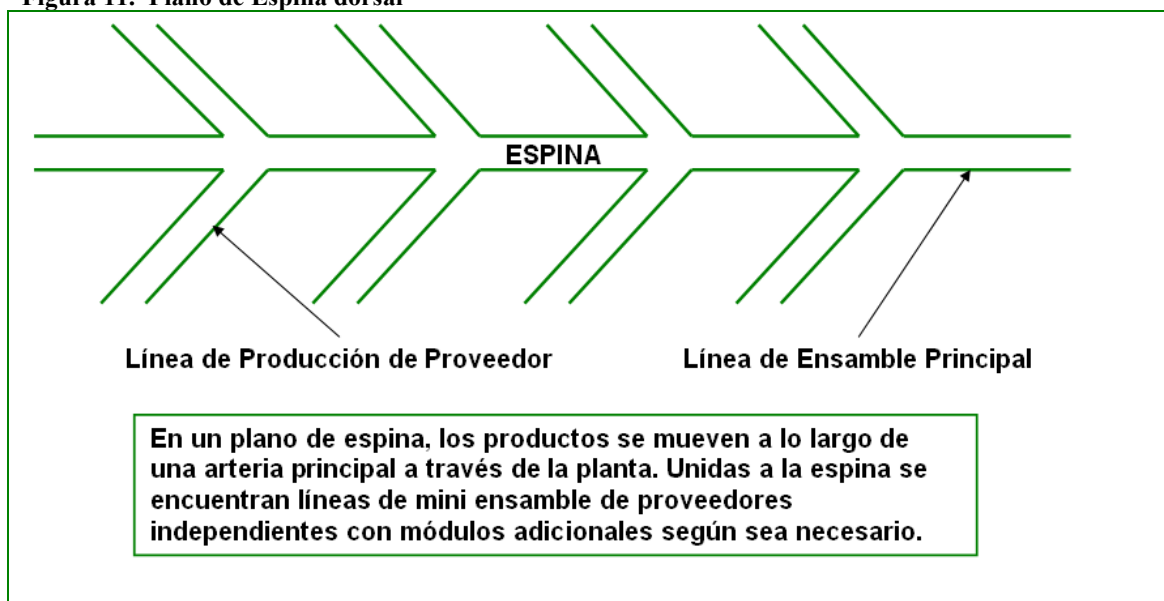 Figura 11. Plano de Espina dorsal
ESPINA
Línea de Producción de Proveedor
Línea de Ensamble Principal
En un plano de espina, los productos se mueven a lo largo de
una arteria principal a través de la planta. Unidas a la espina se
encuentran líneas de mini ensamble de proveedores
independientes con módulos adicionales según sea necesario.